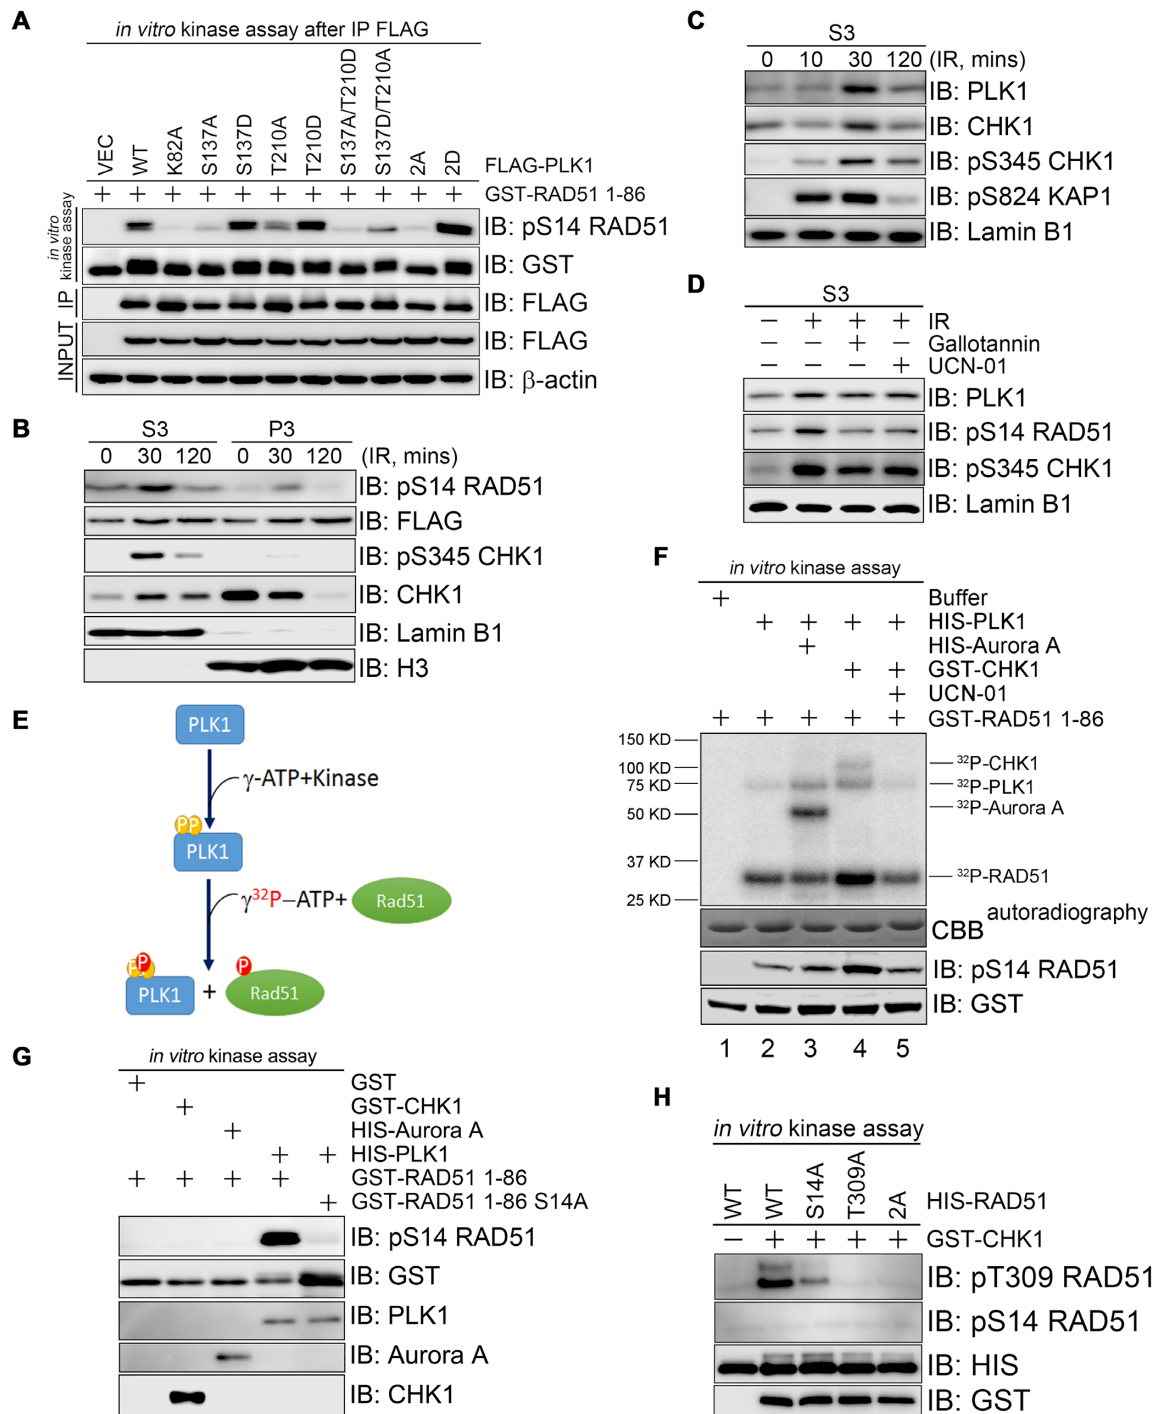 A
in vitro kinase assay after IP FLAG
VEC
WT
K82A
S137A
S137D
T210A
T210D
S137A/T210D
S137D/T210A
2A
2D
FLAG-PLK1
+ + + + + + + + + + + GST-RAD51 1-86
in vitro
kinase assay
IP
INPUT
IB: pS14 RAD51
IB: GST
IB: FLAG
IB: FLAG
IB: β-actin
B
S3 P3
0 30 120 0 30 120 (IR, mins)
IB: pS14 RAD51
IB: FLAG
IB: pS345 CHK1
IB: CHK1
IB: Lamin B1
IB: H3
C
S3
0 10 30 120 (IR, mins)
IB: PLK1
IB: CHK1
IB: pS345 CHK1
IB: pS824 KAP1
IB: Lamin B1
D
S3
− + + + IR
− − + − Gallotannin
− − − + UCN-01
IB: PLK1
IB: pS14 RAD51
IB: pS345 CHK1
IB: Lamin B1
E
PLK1
γ-ATP+Kinase
P P
PLK1
γ32P−ATP+ Rad51
P P P
PLK1 + Rad51
F
in vitro kinase assay
+ Buffer
+ + + + HIS-PLK1
+ HIS-Aurora A
+ + GST-CHK1
+ UCN-01
+ + + + + GST-RAD51 1-86
150 KD
100 KD
75 KD
50 KD
37 KD
25 KD
32P-CHK1
32P-PLK1
32P-Aurora A
32P-RAD51
autoradiography
CBB
IB: pS14 RAD51
IB: GST
1 2 3 4 5
G
in vitro kinase assay
+ GST
+ GST-CHK1
+ HIS-Aurora A
+ + HIS-PLK1
+ + + + GST-RAD51 1-86
+ GST-RAD51 1-86 S14A
IB: pS14 RAD51
IB: GST
IB: PLK1
IB: Aurora A
IB: CHK1
H
in vitro kinase assay
WT
WT
S14A
T309A
2A
HIS-RAD51
− + + + + GST-CHK1
IB: pT309 RAD51
IB: pS14 RAD51
IB: HIS
IB: GST